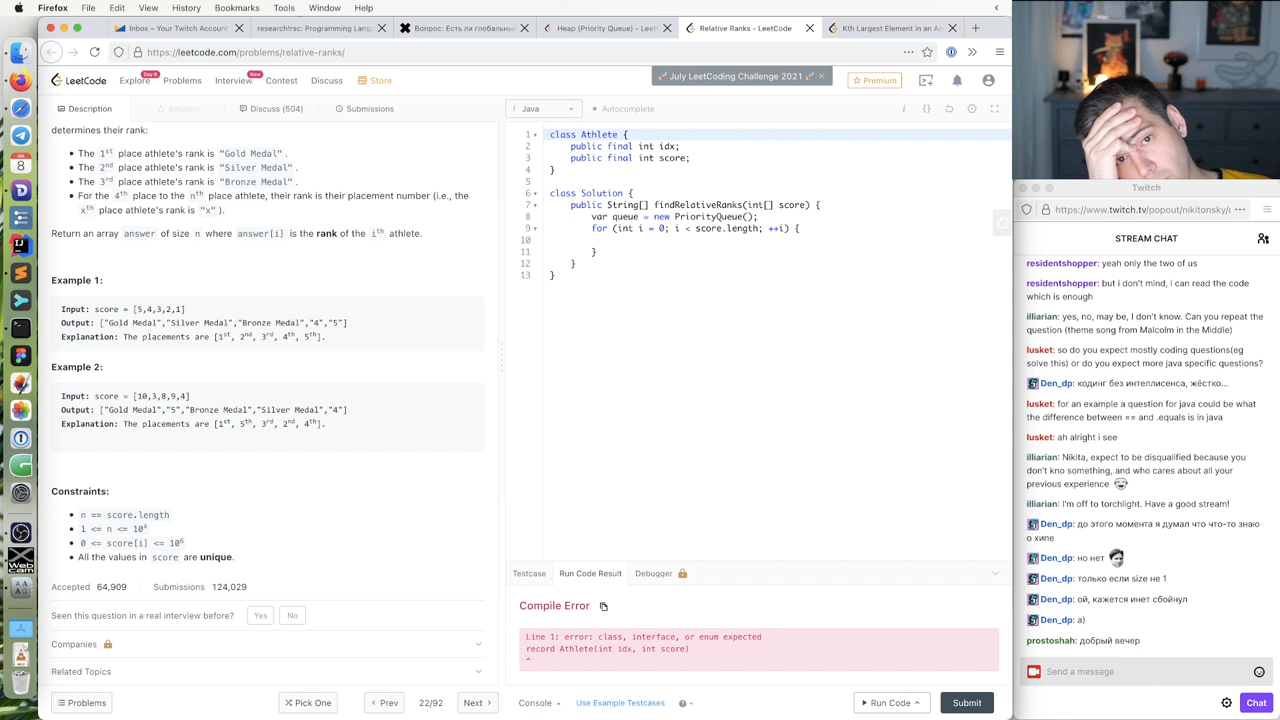 Firefox File Edit View History Bookmarks Tools Window Help
Inbox – Your Twitch Account
researchIrsc: Programming Lang
Вопрос: Есть ли глобальный
Heap (Priority Queue) - LeetCo
Relative Ranks - LeetCode
Kth Largest Element in an Arra
https://leetcode.com/problems/relative-ranks/
LeetCode
Explore Day 8
Problems
Interview New
Contest
Discuss
Store
July LeetCoding Challenge 2021
Premium
Description
Solution
Discuss (504)
Submissions
determines their rank:
The 1st place athlete's rank is "Gold Medal".
The 2nd place athlete's rank is "Silver Medal".
The 3rd place athlete's rank is "Bronze Medal".
For the 4th place to the nth place athlete, their rank is their placement number (i.e., the
xth place athlete's rank is "x").
Return an array answer of size n where answer[i] is the rank of the ith athlete.
Example 1:
Input: score = [5,4,3,2,1]
Output: ["Gold Medal","Silver Medal","Bronze Medal","4","5"]
Explanation: The placements are [1st, 2nd, 3rd, 4th, 5th].
Example 2:
Input: score = [10,3,8,9,4]
Output: ["Gold Medal","5","Bronze Medal","Silver Medal","4"]
Explanation: The placements are [1st, 5th, 3rd, 2nd, 4th].
Constraints:
n == score.length
1 <= n <= 10^4
0 <= score[i] <= 10^6
All the values in score are unique.
Accepted 64,909 Submissions 124,029
Seen this question in a real interview before? Yes No
Companies
Related Topics
Problems
Pick One
Prev
22/92
Next
Java
Autocomplete
1 class Athlete {
2 public final int idx;
3 public final int score;
4 }
5
6 class Solution {
7 public String[] findRelativeRanks(int[] score) {
8 var queue = new PriorityQueue();
9 for (int i = 0; i < score.length; ++i) {
10
11 }
12 }
13 }
Testcase
Run Code Result
Debugger
Compile Error
Line 1: error: class, interface, or enum expected
record Athlete(int idx, int score)
^
Console
Use Example Testcases
Run Code
Submit
Twitch
https://www.twitch.tv/popout/nikitonsky/
STREAM CHAT
residentshopper: yeah only the two of us
residentshopper: but i don't mind, i can read the code
which is enough
illiarian: yes, no, may be, I don't know. Can you repeat the
question (theme song from Malcolm in the Middle)
lusket: so do you expect mostly coding questions(eg
solve this) or do you expect more java specific questions?
Den_dp: кодинг без интеллисенса, жёстко...
lusket: for an example a question for java could be what
the difference between == and .equals is in java
lusket: ah alright i see
illiarian: Nikita, expect to be disqualified because you
don't kno something, and who cares about all your
previous experience
illiarian: I'm off to torchlight. Have a good stream!
Den_dp: до этого момента я думал что что-то знаю
о хипе
Den_dp: но нет
Den_dp: только если size не 1
Den_dp: ой, кажется инет сбойнул
Den_dp: а)
prostoshah: добрый вечер
Send a message
Chat
JUL
8